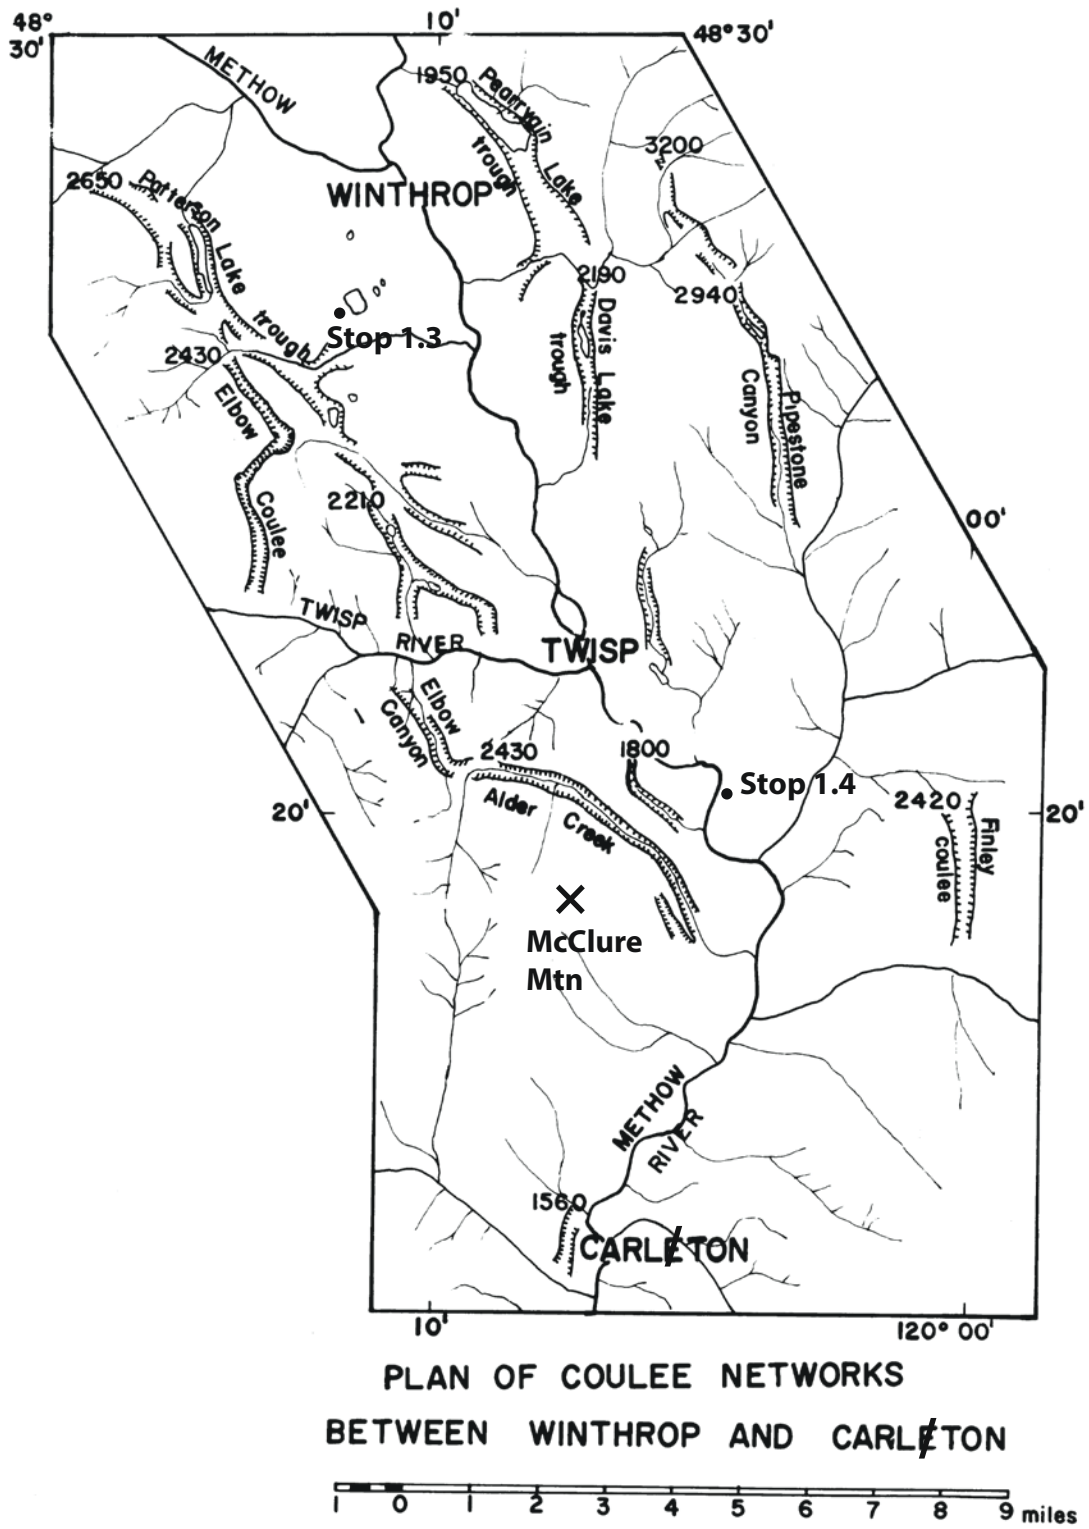 48°
30'
10'
48°30'
METHOW
1950
Pearrygin
Lake
trough
3200
WINTHROP
2650
Patterson
Lake
trough
Stop 1.3
2190
Davis Lake
trough
2940
Pipestone
Canyon
2430
Elbow
Coulee
2210
00'
TWISP
RIVER
TWISP
Elbow
Canyon
2430
Alder
Creek
1800
Stop 1.4
2420
Finley
coulee
20'
20'
McClure
Mtn
METHOW
RIVER
1560
CARLETON
10'
120° 00'
PLAN OF COULEE NETWORKS
BETWEEN WINTHROP AND CARLETON
1 0 1 2 3 4 5 6 7 8 9 miles